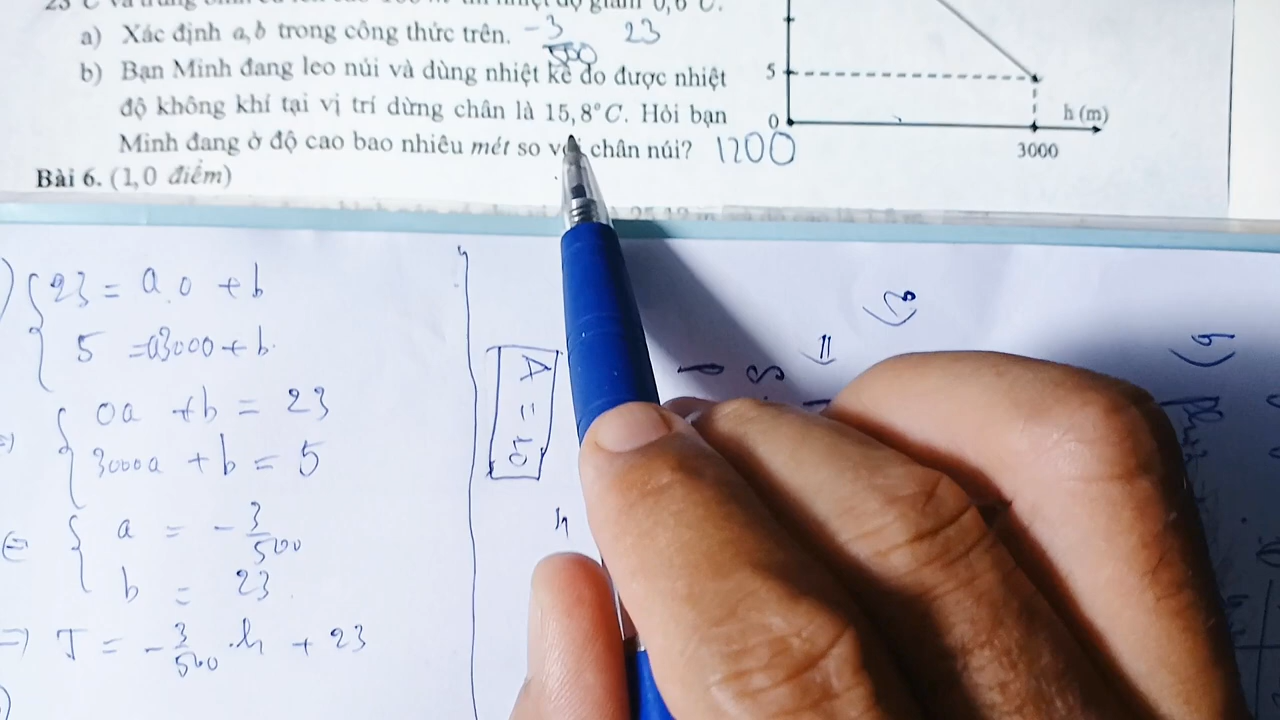 a) Xác định a, b trong công thức trên. -3/500 23
b) Bạn Minh đang leo núi và dùng nhiệt kế đo được nhiệt
độ không khí tại vị trí dừng chân là 15,8°C. Hỏi bạn
Minh đang ở độ cao bao nhiêu mét so với chân núi? 1200
Bài 6. (1,0 điểm)
5
0
h (m)
3000
23 = a.0 + b
5 = a3000 + b.
0a + b = 23
3000a + b = 5
a = -3/500
b = 23
=> T = -3/500 . h + 23
A = 10
h
3)
4)